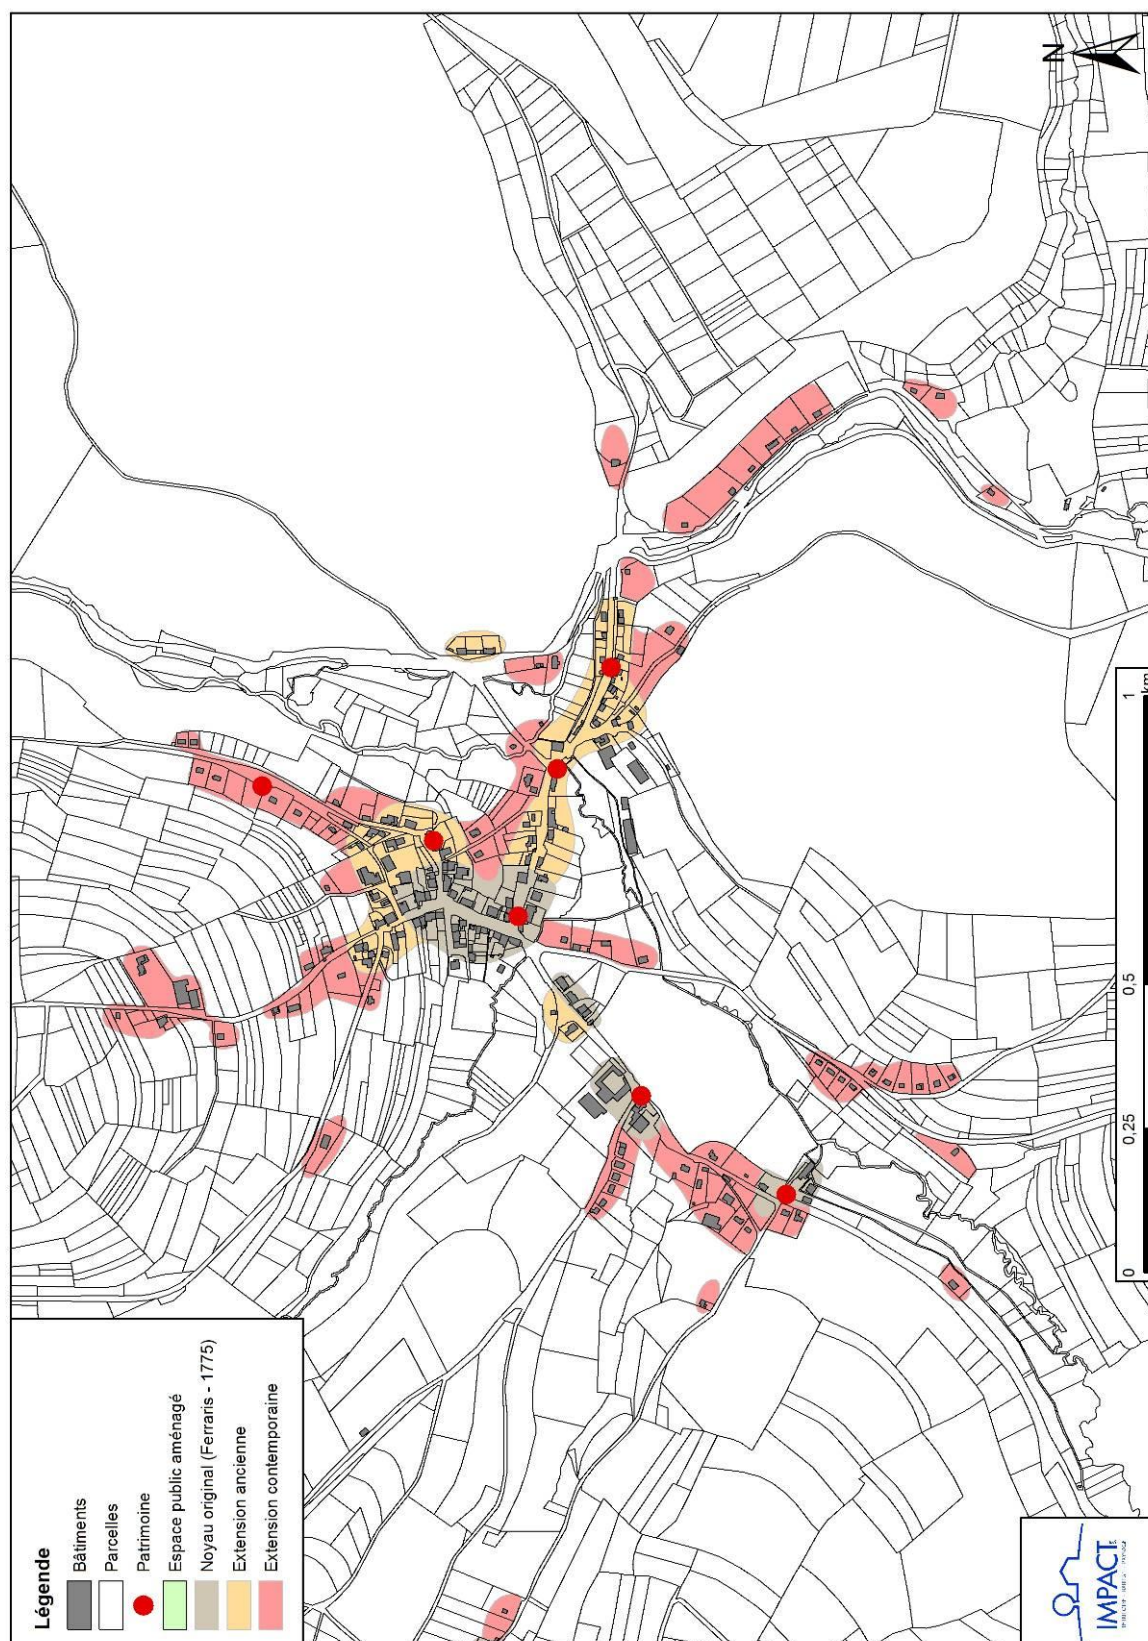 Légende
Bâtiments
Parcelles
Patrimoine
Espace public aménagé
Noyau original (Ferraris - 1775)
Extension ancienne
Extension contemporaine
N
0 0,25 0,5 1
km
IMPACT